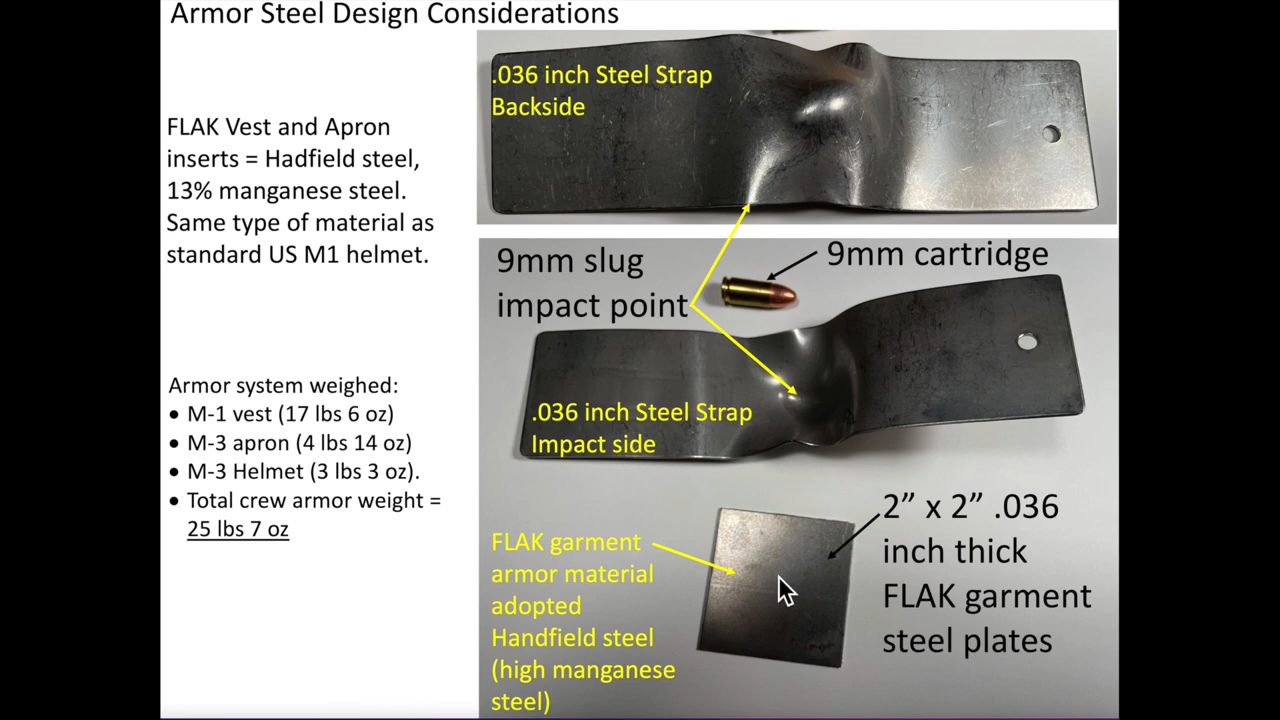 Armor Steel Design Considerations
FLAK Vest and Apron
inserts = Hadfield steel,
13% manganese steel.
Same type of material as
standard US M1 helmet.
Armor system weighed:
• M-1 vest (17 lbs 6 oz)
• M-3 apron (4 lbs 14 oz)
• M-3 Helmet (3 lbs 3 oz).
• Total crew armor weight =
25 lbs 7 oz
.036 inch Steel Strap
Backside
9mm slug
impact point
9mm cartridge
.036 inch Steel Strap
Impact side
FLAK garment
armor material
adopted
Handfield steel
(high manganese
steel)
2” x 2” .036
inch thick
FLAK garment
steel plates